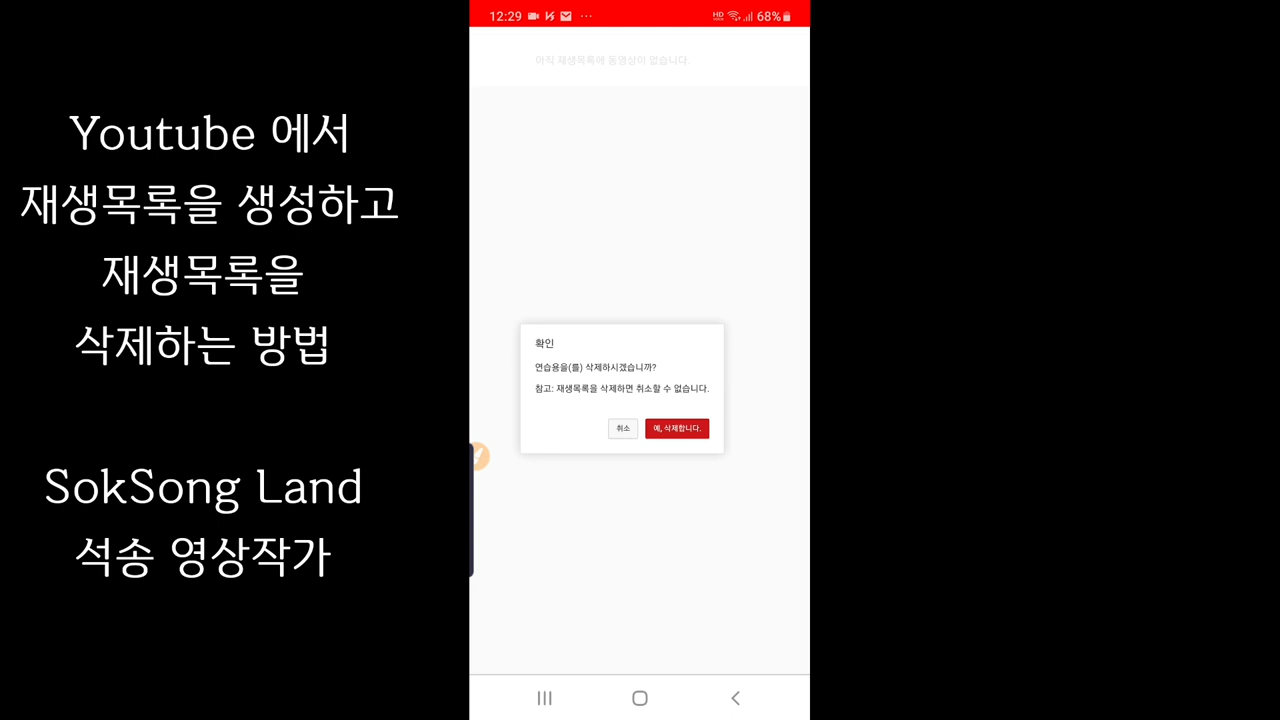 Youtube 에서
재생목록을 생성하고
재생목록을
삭제하는 방법
SokSong Land
석송 영상작가
12:29
68%
아직 재생목록에 동영상이 없습니다.
확인
연습용을(를) 삭제하시겠습니까?
참고: 재생목록을 삭제하면 취소할 수 없습니다.
취소
예, 삭제합니다.